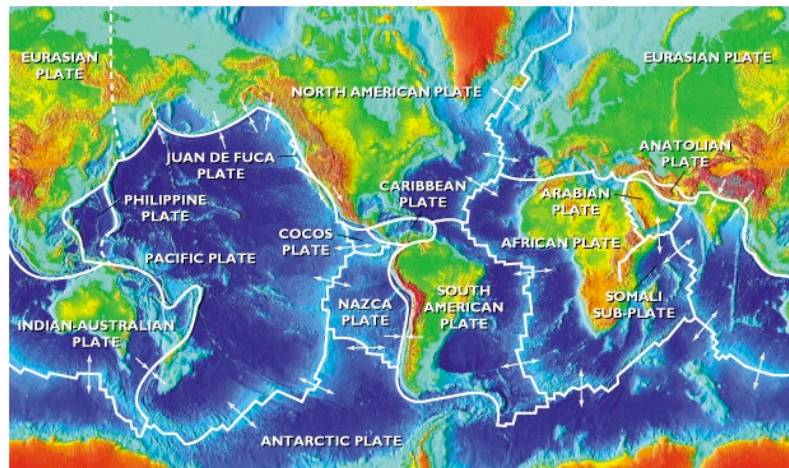 EURASIAN
PLATE
NORTH AMERICAN PLATE
EURASIAN PLATE
JUAN DE FUCA
PLATE
ANATOLIAN
PLATE
CARIBBEAN
PLATE
ARABIAN
PLATE
PHILIPPINE
PLATE
COCOS
PLATE
AFRICAN PLATE
PACIFIC PLATE
NAZCA
PLATE
SOUTH
AMERICAN
PLATE
SOMALI
SUB-PLATE
INDIAN-AUSTRALIAN
PLATE
ANTARCTIC PLATE